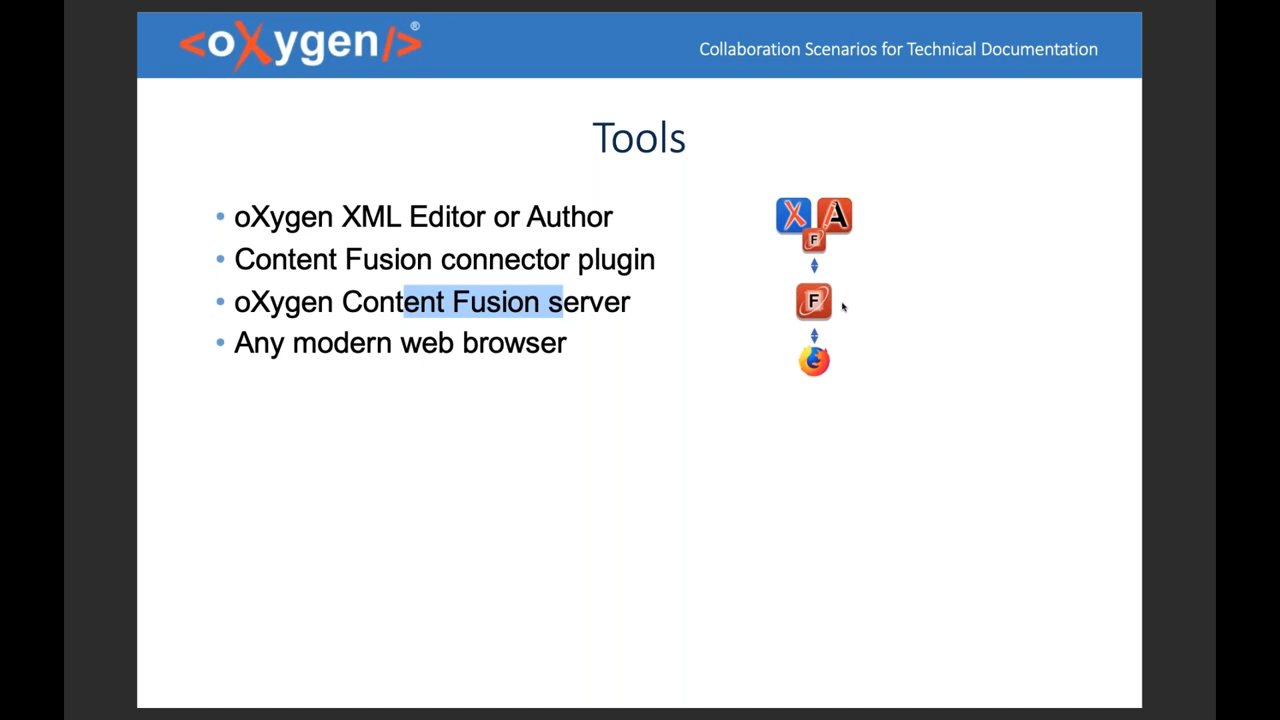 <oXygen/>®
Collaboration Scenarios for Technical Documentation
Tools
• oXygen XML Editor or Author
• Content Fusion connector plugin
• oXygen Content Fusion server
• Any modern web browser
X A
F
F